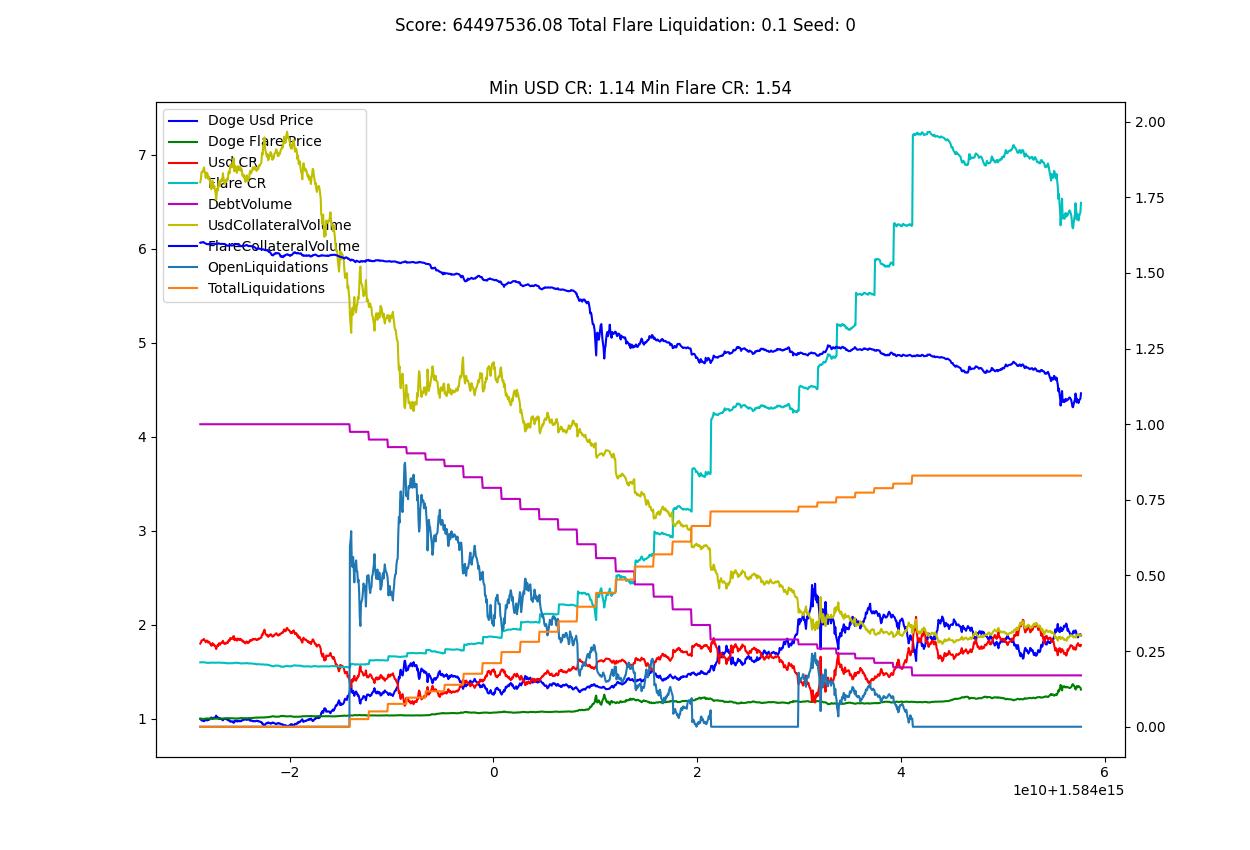 Score: 64497536.08 Total Flare Liquidation: 0.1 Seed: 0
Min USD CR: 1.14 Min Flare CR: 1.54
Doge Usd Price
Doge Flare Price
Usd CR
Flare CR
DebtVolume
UsdCollateralVolume
FlareCollateralVolume
OpenLiquidations
TotalLiquidations
7
6
5
4
3
2
1
2.00
1.75
1.50
1.25
1.00
0.75
0.50
0.25
0.00
−2 0 2 4 6
1e10+1.584e15